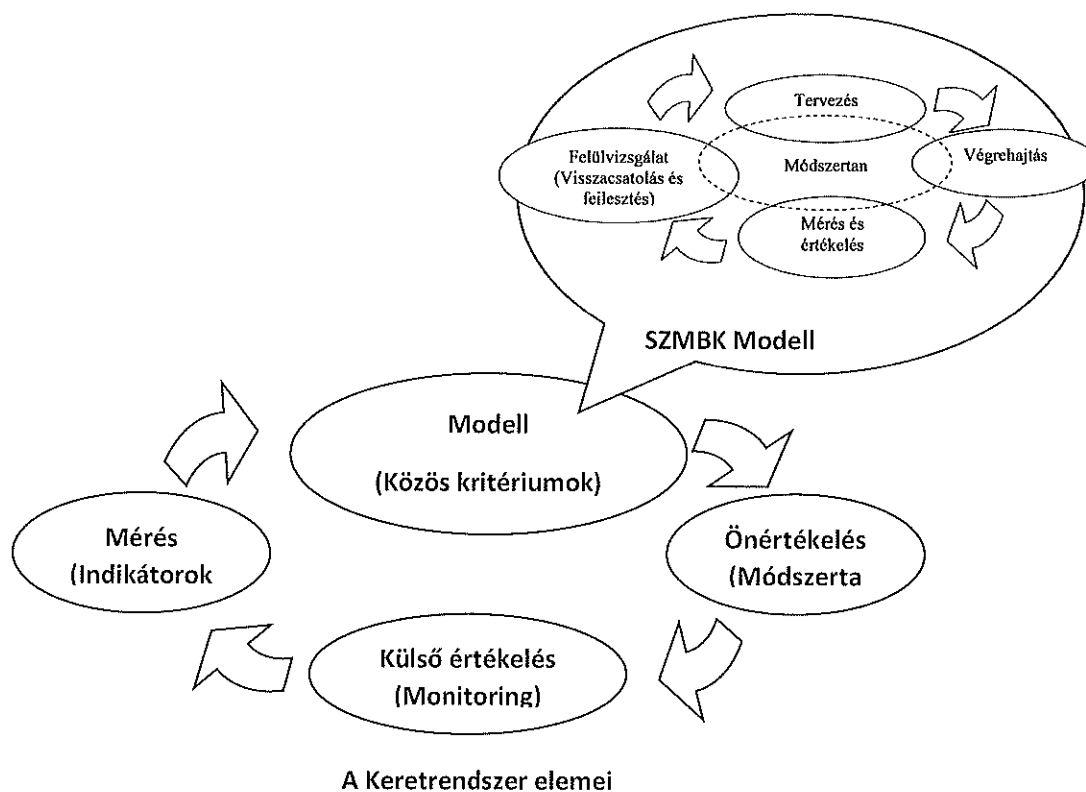 Tervezés
Felülvizsgálat
(Visszacsatolás és
fejlesztés)
Módszertan
Végrehajtás
Mérés és
értékelés
SZMBK Modell
Modell
(Közös kritériumok)
Mérés
(Indikátorok
Önértékelés
(Módszerta
Külső értékelés
(Monitoring)
A Keretrendszer elemei